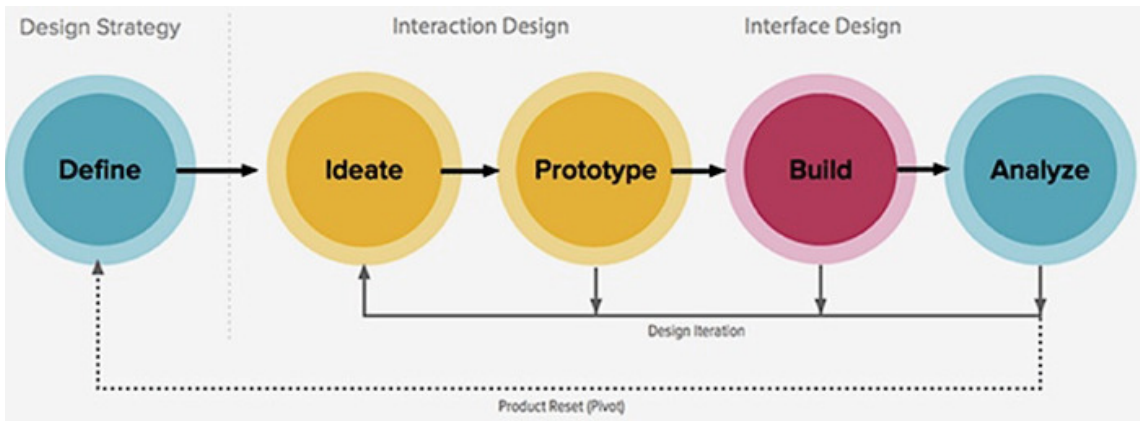 Design Strategy
Interaction Design
Interface Design
Define
Ideate
Prototype
Build
Analyze
Design Iteration
Product Reset (Pivot)